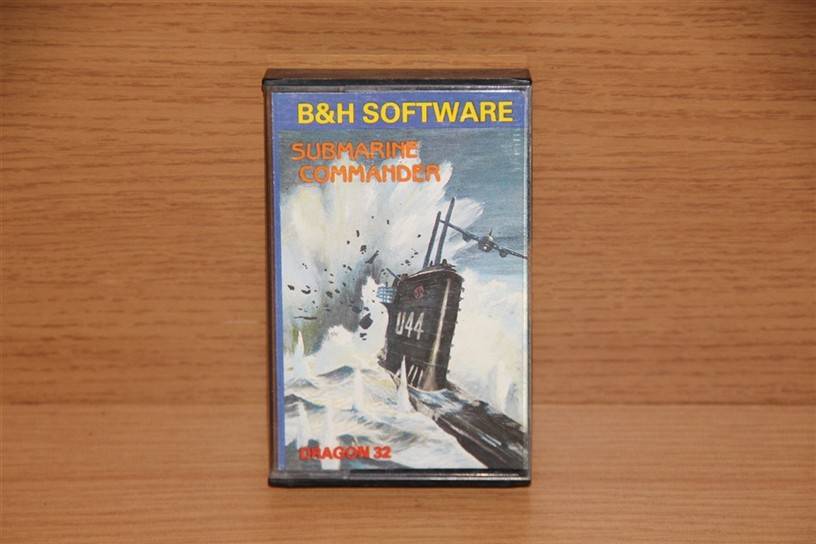 B&H SOFTWARE
SUBMARINE
COMMANDER
U44
DRAGON 32